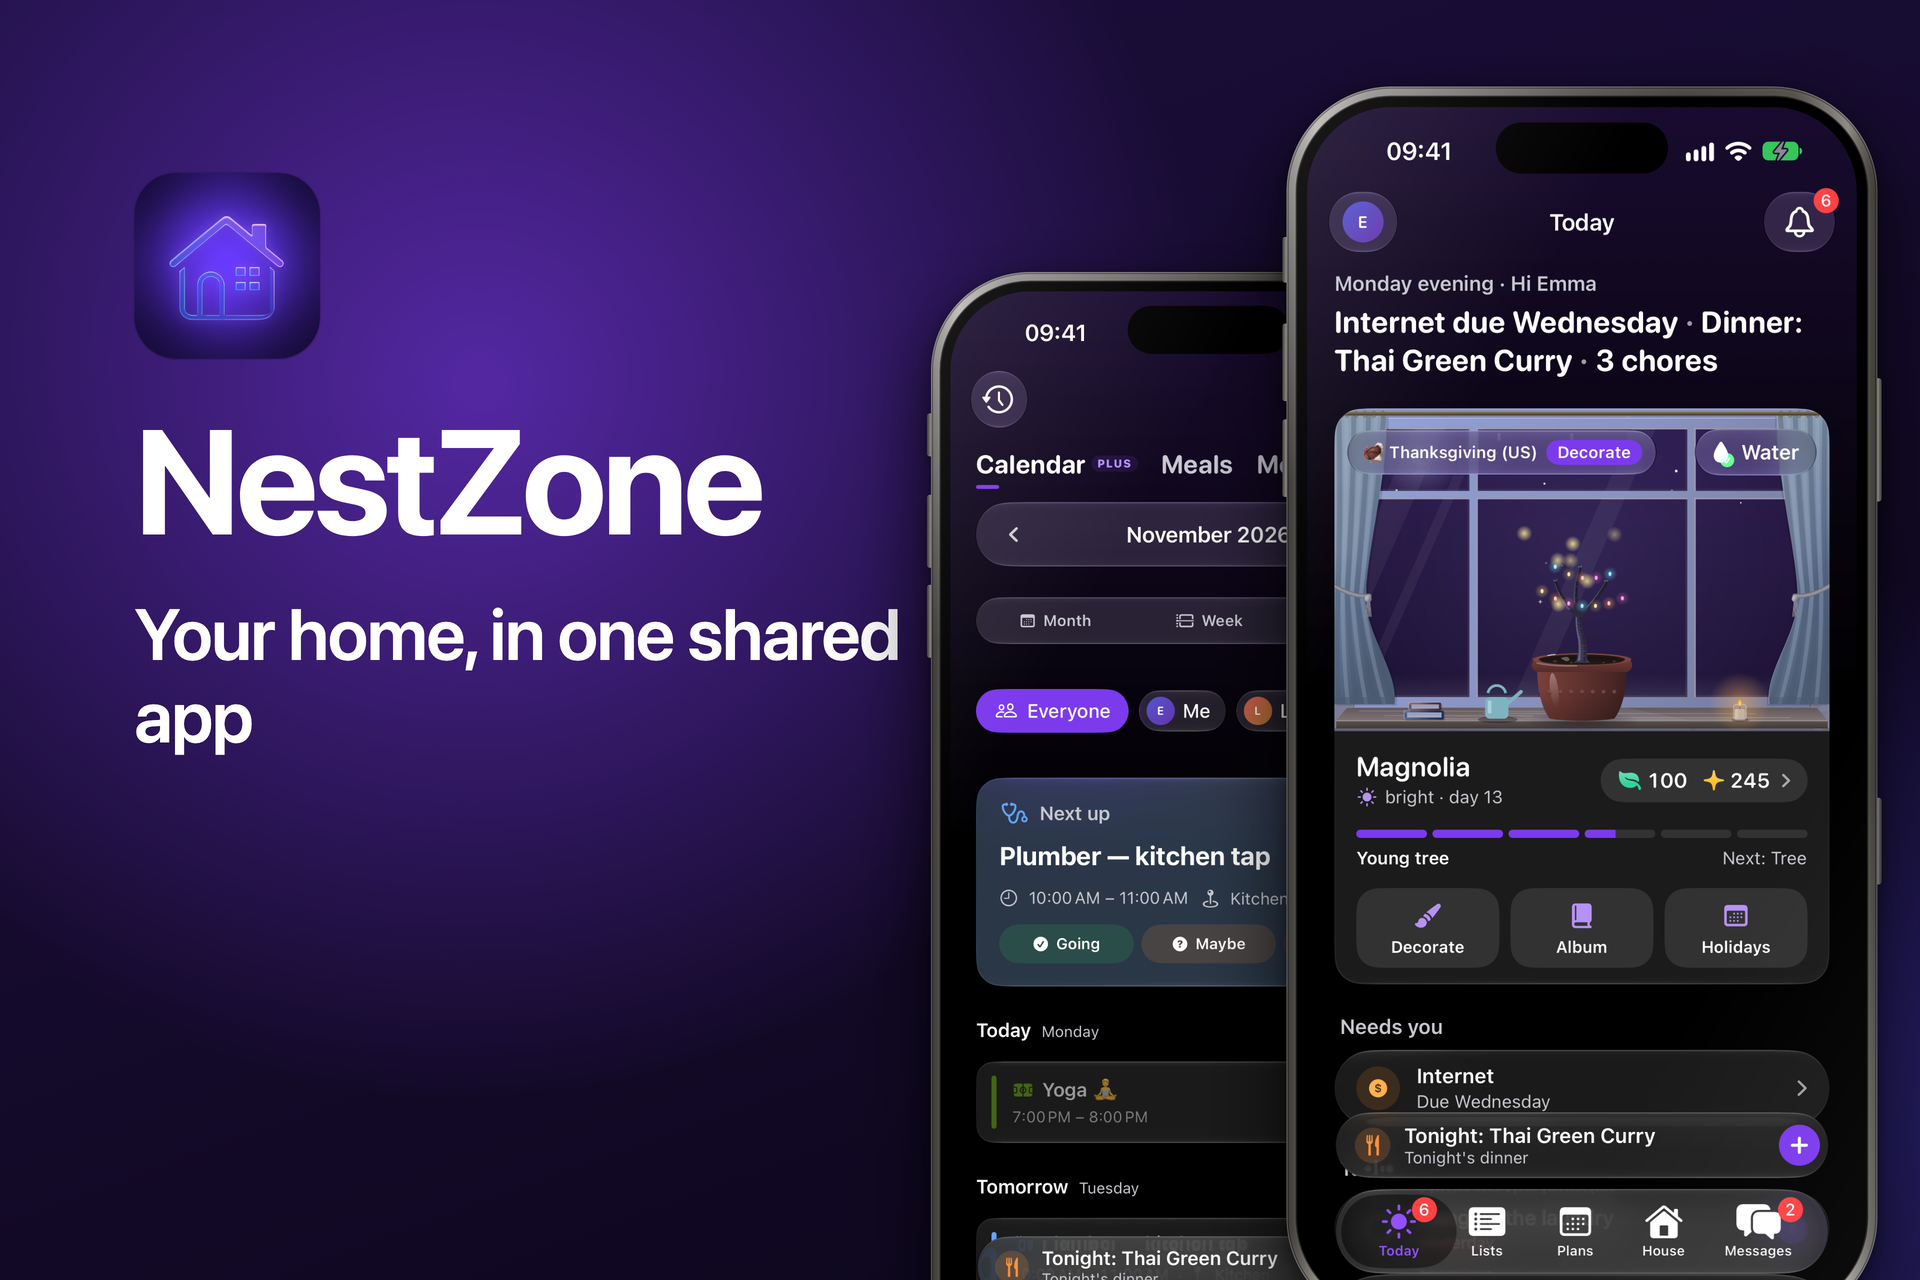 NestZone
Your home, in one shared
app
09:41
Calendar PLUS Meals
November 2026
Month Week
Everyone E Me L
Next up
Plumber — kitchen tap
10:00 AM – 11:00 AM Kitchen
Going Maybe
Today Monday
Yoga
7:00 PM – 8:00 PM
Tomorrow Tuesday
Tonight: Thai Green Curry
Tonight's dinner
09:41
E Today 6
Monday evening · Hi Emma
Internet due Wednesday · Dinner:
Thai Green Curry · 3 chores
Thanksgiving (US) Decorate Water
Magnolia
bright · day 13
100 245
Young tree Next: Tree
Decorate Album Holidays
Needs you
Internet
Due Wednesday
Tonight: Thai Green Curry
Tonight's dinner
6 2
Today Lists Plans House Messages